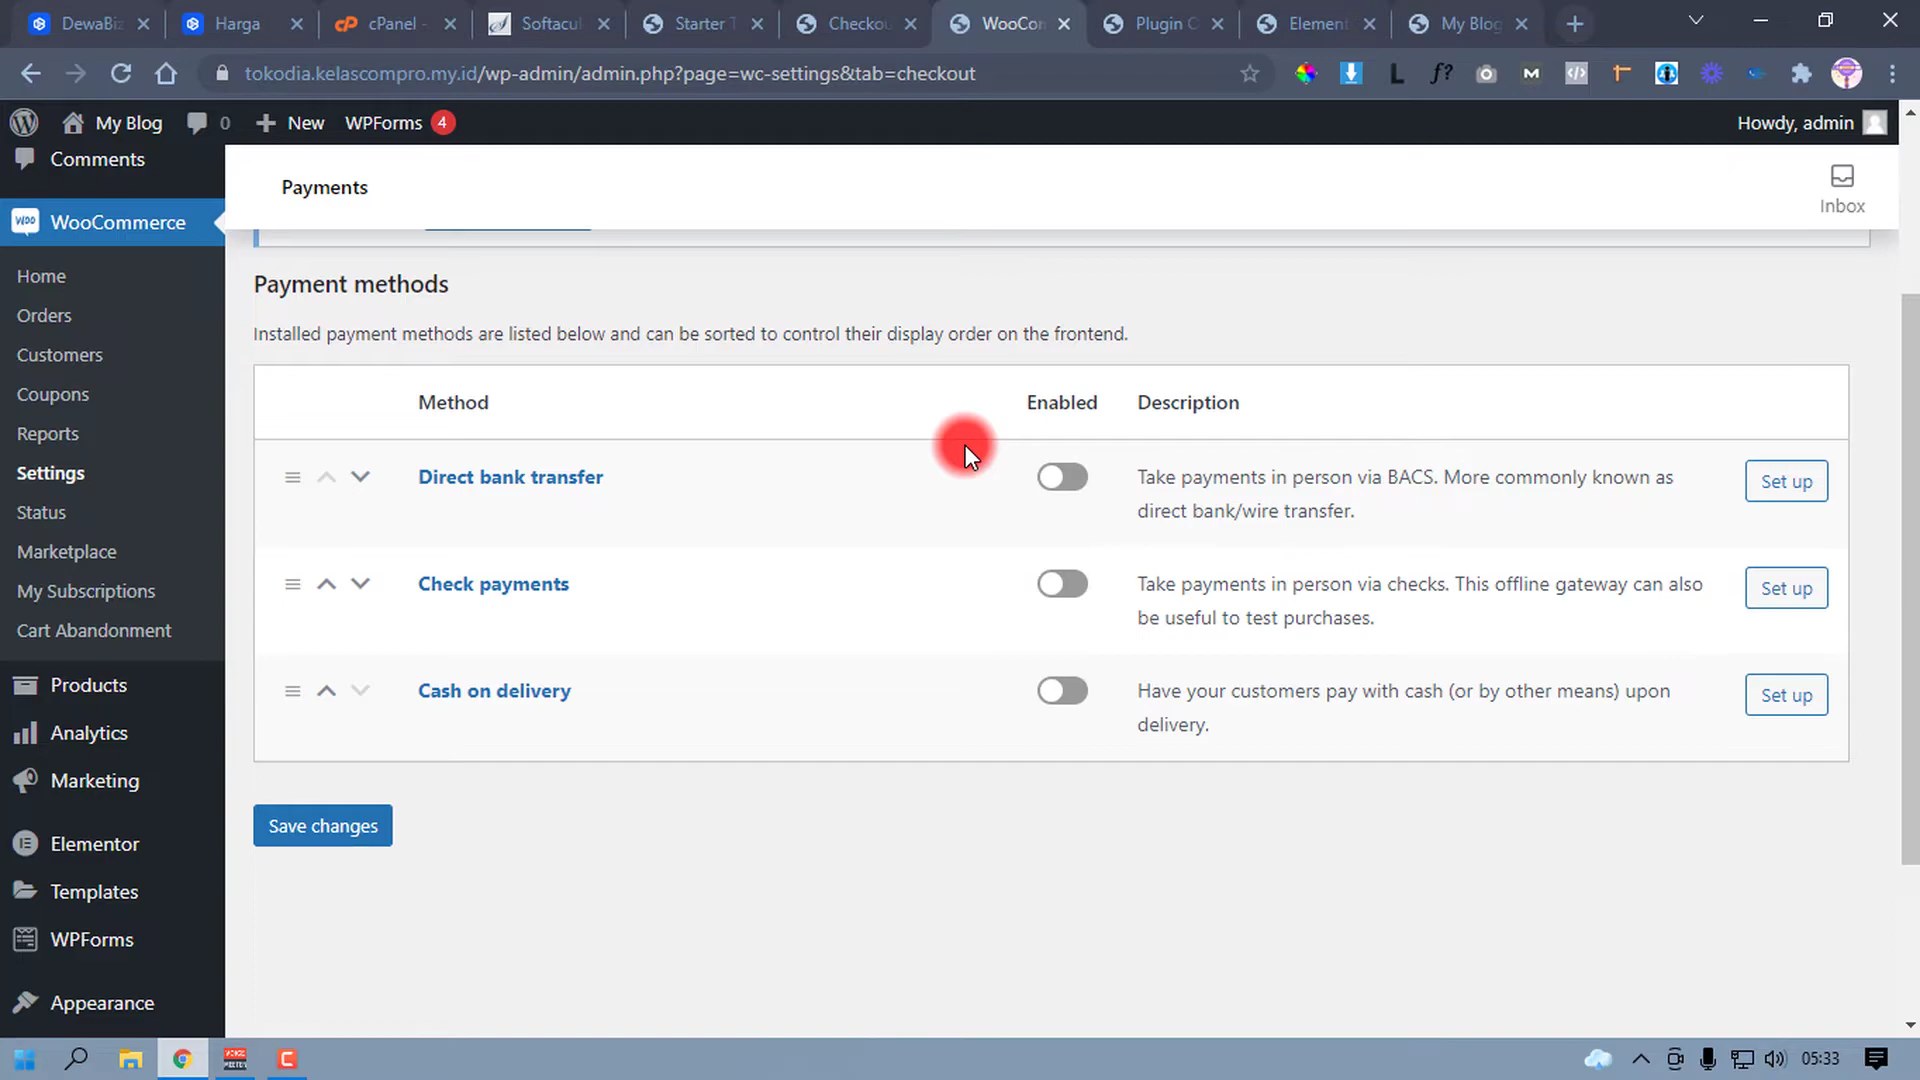 DewaBiz
Harga
cPanel -
Softacul
Starter T
Checkou
WooCom
Plugin C
Element
My Blog
tokodia.kelascompro.my.id/wp-admin/admin.php?page=wc-settings&tab=checkout
My Blog
0
New
WPForms
4
Howdy, admin
Comments
WooCommerce
Home
Orders
Customers
Coupons
Reports
Settings
Status
Marketplace
My Subscriptions
Cart Abandonment
Products
Analytics
Marketing
Elementor
Templates
WPForms
Appearance
Payments
Inbox
Payment methods
Installed payment methods are listed below and can be sorted to control their display order on the frontend.
Method Enabled Description
Direct bank transfer
Take payments in person via BACS. More commonly known as
direct bank/wire transfer.
Set up
Check payments
Take payments in person via checks. This offline gateway can also
be useful to test purchases.
Set up
Cash on delivery
Have your customers pay with cash (or by other means) upon
delivery.
Set up
Save changes
05:33